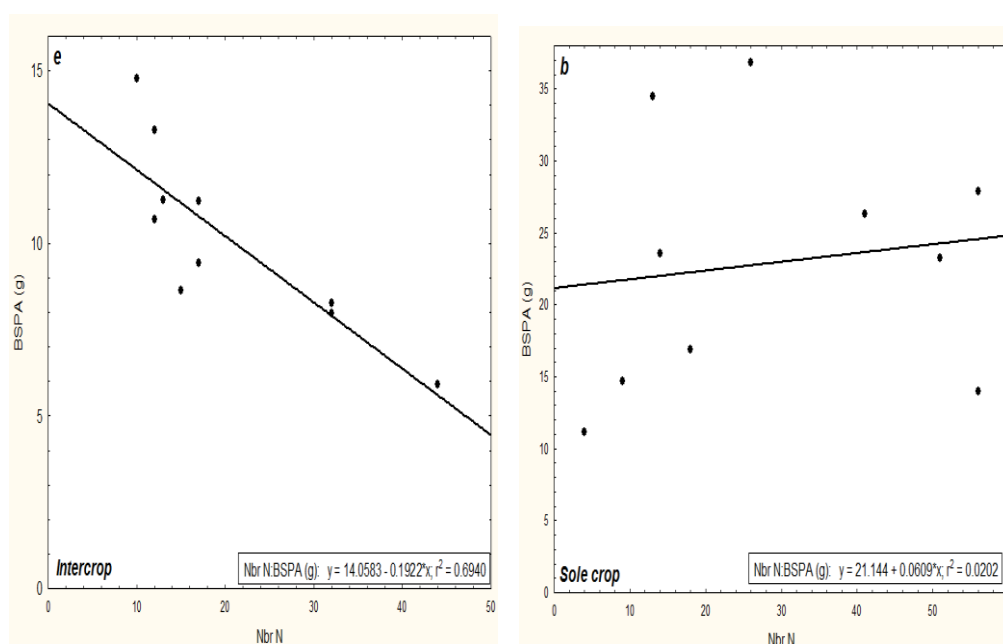 e
15
10
5
0
BSPA (g)
Intercrop
Nbr N:BSPA (g): y = 14.0583 - 0.1922*x; r² = 0.6940
0 10 20 30 40 50
Nbr N
b
35
30
25
20
15
10
5
0
BSPA (g)
Sole crop
Nbr N:BSPA (g): y = 21.144 + 0.0609*x; r² = 0.0202
0 10 20 30 40 50
Nbr N